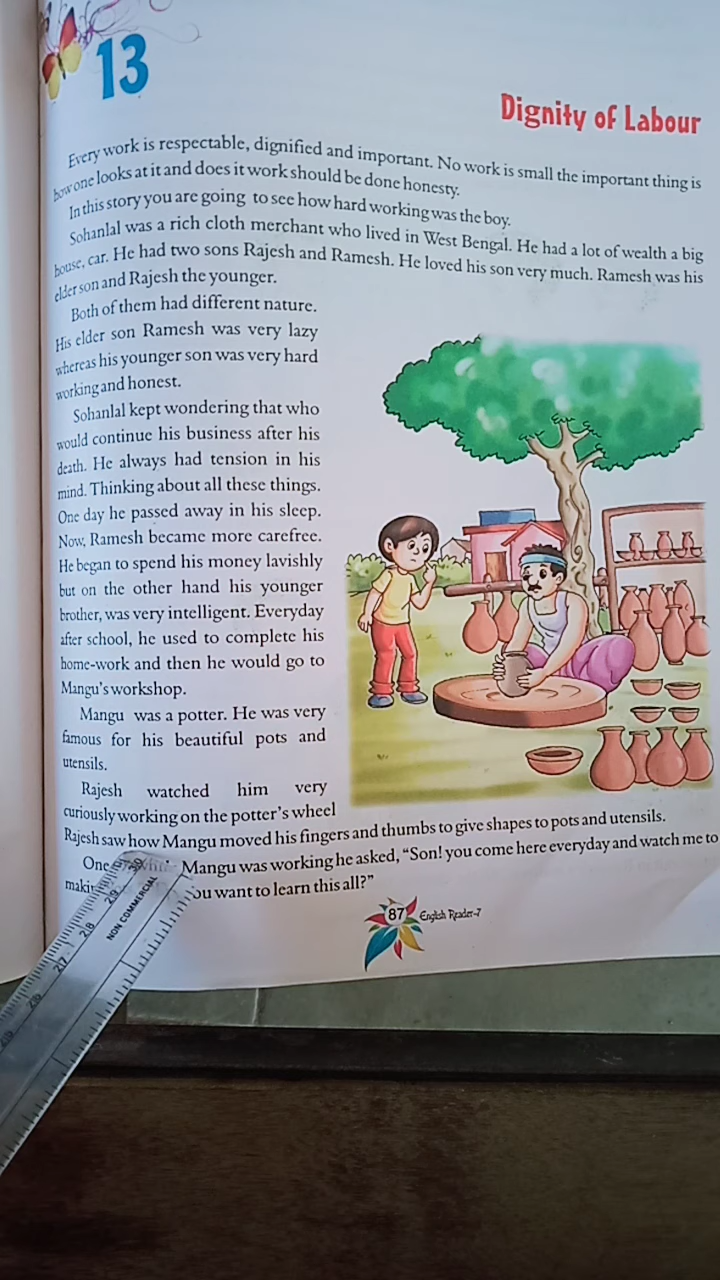 13
Dignity of Labour
Every work is respectable, dignified and important. No work is small the important thing is
how one looks at it and does it work should be done honesty.
In this story you are going to see how hard working was the boy.
Sohanlal was a rich cloth merchant who lived in West Bengal. He had a lot of wealth a big
house, car. He had two sons Rajesh and Ramesh. He loved his son very much. Ramesh was his
elder son and Rajesh the younger.
Both of them had different nature.
His elder son Ramesh was very lazy
whereas his younger son was very hard
working and honest.
Sohanlal kept wondering that who
would continue his business after his
death. He always had tension in his
mind. Thinking about all these things.
One day he passed away in his sleep.
Now, Ramesh became more carefree.
He began to spend his money lavishly
but on the other hand his younger
brother, was very intelligent. Everyday
after school, he used to complete his
home-work and then he would go to
Mangu's workshop.
Mangu was a potter. He was very
famous for his beautiful pots and
utensils.
Rajesh watched him very
curiously working on the potter's wheel
Rajesh saw how Mangu moved his fingers and thumbs to give shapes to pots and utensils.
One Mangu was working he asked, "Son! you come here everyday and watch me to
want to learn this all?"
87 English Reader-7
NON COMMERCIAL
30
29
28